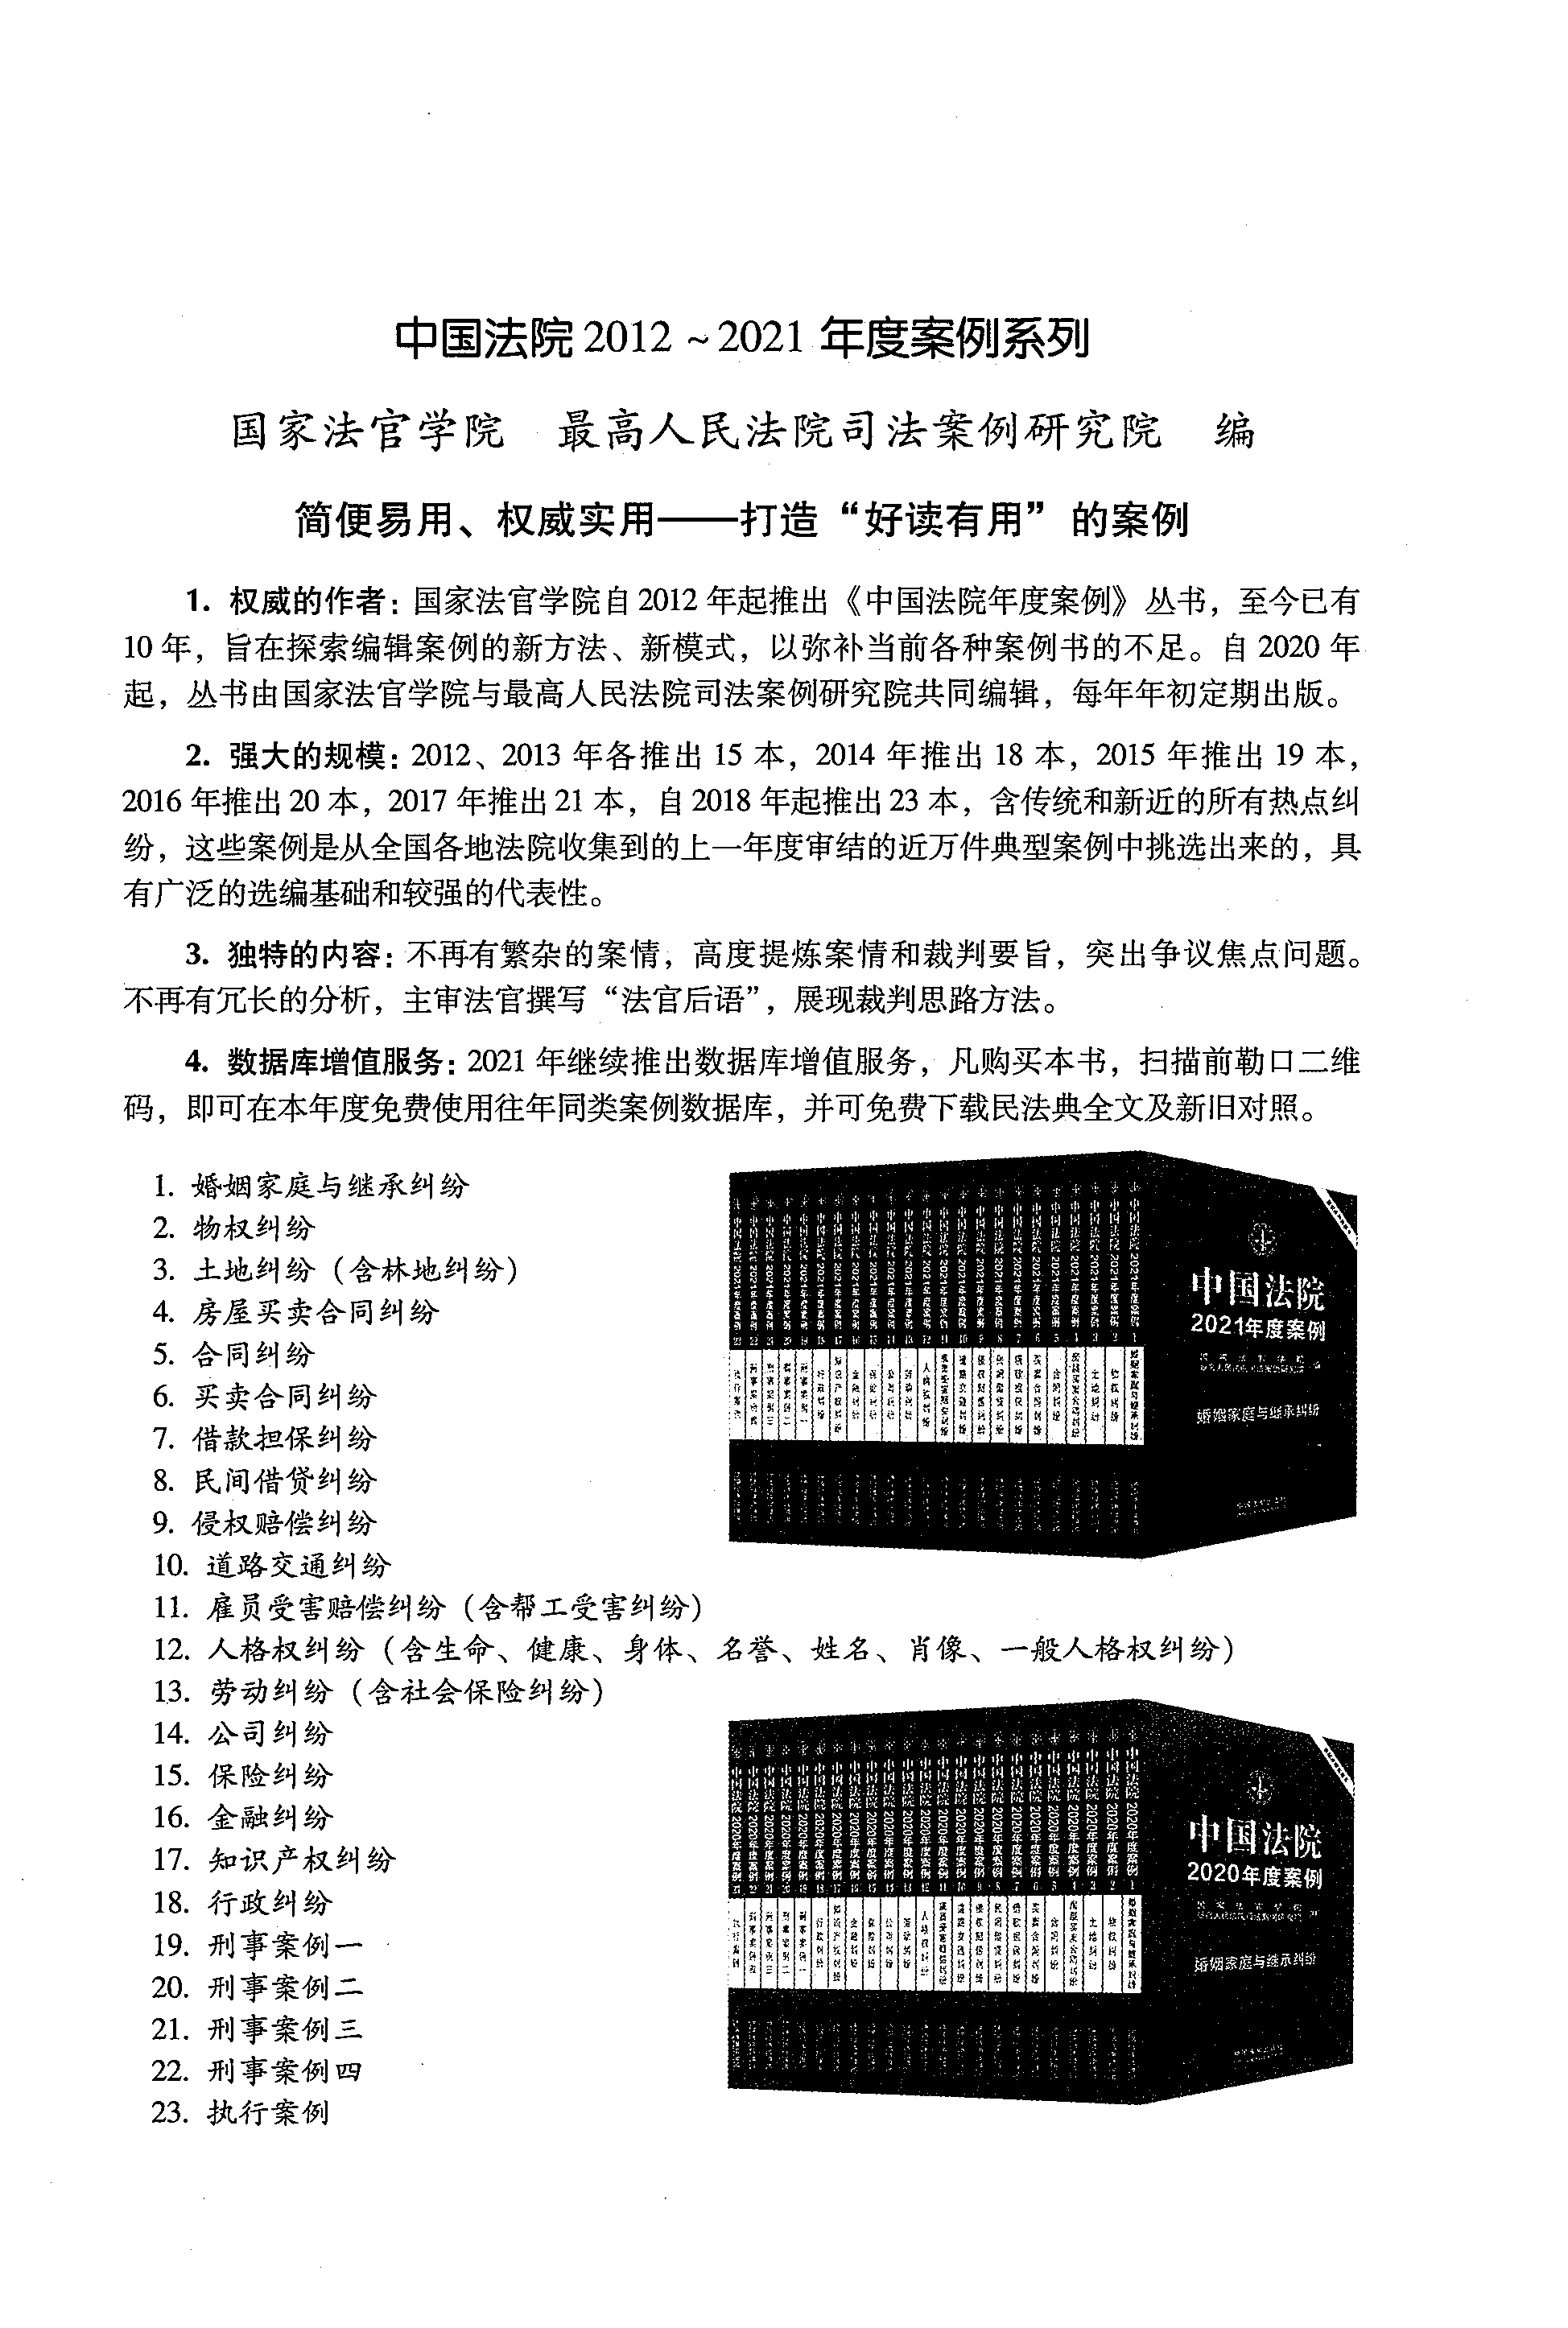 中国法院2012~2021年度案例系列
国家法官学院 最高人民法院司法案例研究院 编
简便易用、权威实用——打造“好读有用”的案例
1. 权威的作者：国家法官学院自2012年起推出《中国法院年度案例》丛书，至今已有
10年，旨在探索编辑案例的新方法、新模式，以弥补当前各种案例书的不足。自2020年
起，丛书由国家法官学院与最高人民法院司法案例研究院共同编辑，每年年初定期出版。
2. 强大的规模：2012、2013年各推出15本，2014年推出18本，2015年推出19本，
2016年推出20本，2017年推出21本，自2018年起推出23本，含传统和新近的所有热点纠
纷，这些案例是从全国各地法院收集到的上一年度审结的近万件典型案例中挑选出来的，具
有广泛的选编基础和较强的代表性。
3. 独特的内容：不再有繁杂的案情，高度提炼案情和裁判要旨，突出争议焦点问题。
不再有冗长的分析，主审法官撰写“法官后语”，展现裁判思路方法。
4. 数据库增值服务：2021年继续推出数据库增值服务，凡购买本书，扫描前勒口二维
码，即可在本年度免费使用往年同类案例数据库，并可免费下载民法典全文及新旧对照。
1. 婚姻家庭与继承纠纷
2. 物权纠纷
3. 土地纠纷（含林地纠纷）
4. 房屋买卖合同纠纷
5. 合同纠纷
6. 买卖合同纠纷
7. 借款担保纠纷
8. 民间借贷纠纷
9. 侵权赔偿纠纷
10. 道路交通纠纷
11. 雇员受害赔偿纠纷（含帮工受害纠纷）
12. 人格权纠纷（含生命、健康、身体、名誉、姓名、肖像、一般人格权纠纷）
13. 劳动纠纷（含社会保险纠纷）
14. 公司纠纷
15. 保险纠纷
16. 金融纠纷
17. 知识产权纠纷
18. 行政纠纷
19. 刑事案例一
20. 刑事案例二
21. 刑事案例三
22. 刑事案例四
23. 执行案例
中国法院
2021年度案例
婚姻家庭与继承纠纷
中国法院
2020年度案例
婚姻家庭与继承纠纷